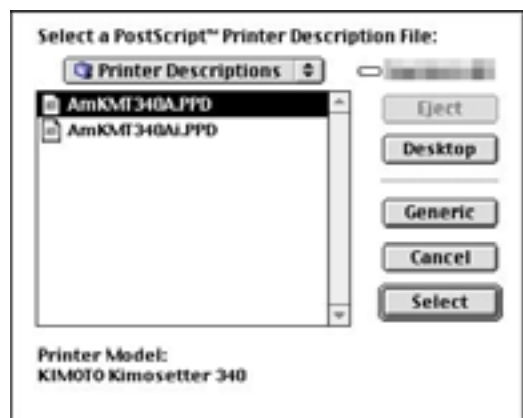 Select a PostScript™ Printer Description File:
Printer Descriptions
AmKMT340A.PPD
AmKMT340Ai.PPD
Eject
Desktop
Generic
Cancel
Select
Printer Model:
KIMOTO Kimosetter 340